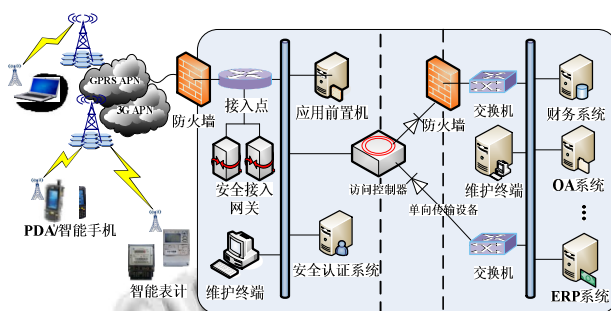 GPRS APN
3G APN
防火墙
接入点
应用前置机
防火墙
交换机
财务系统
安全接入
网关
访问控制器
维护终端
OA系统
PDA/智能手机
单向传输设备
智能表计
维护终端
安全认证系统
交换机
ERP系统